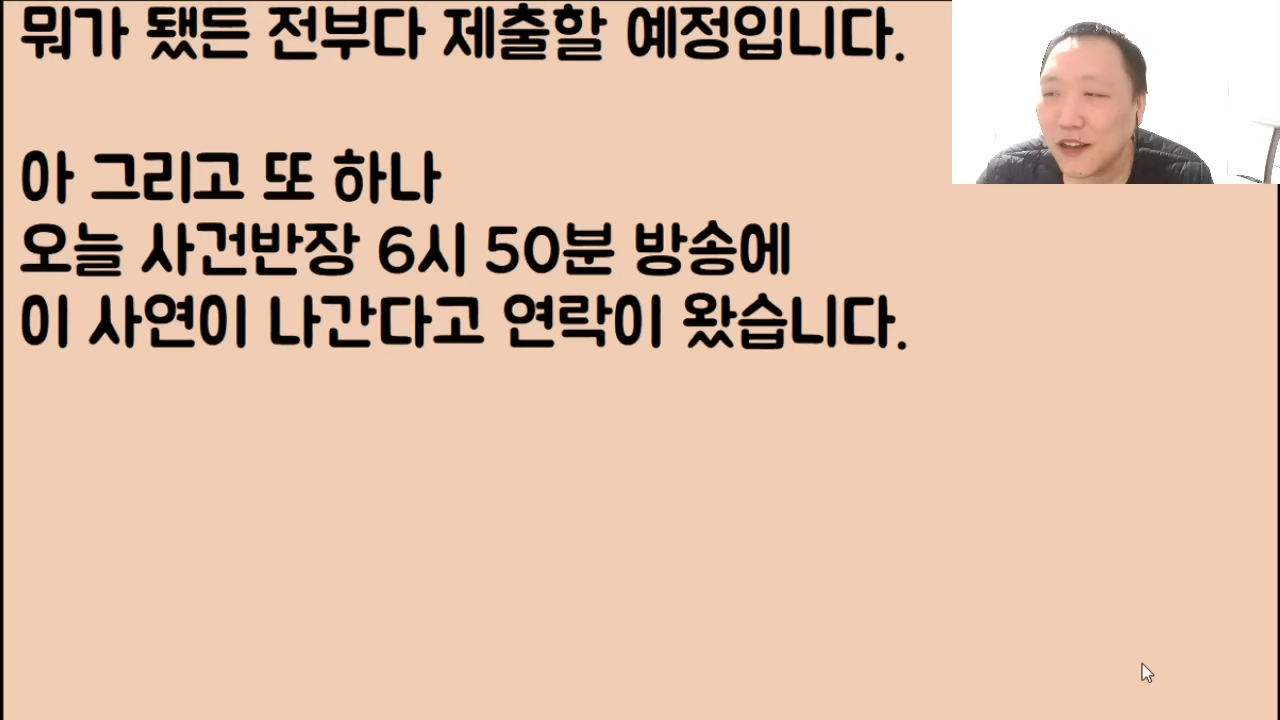 뭐가 됐든 전부다 제출할 예정입니다.
아 그리고 또 하나
오늘 사건반장 6시 50분 방송에
이 사연이 나간다고 연락이 왔습니다.